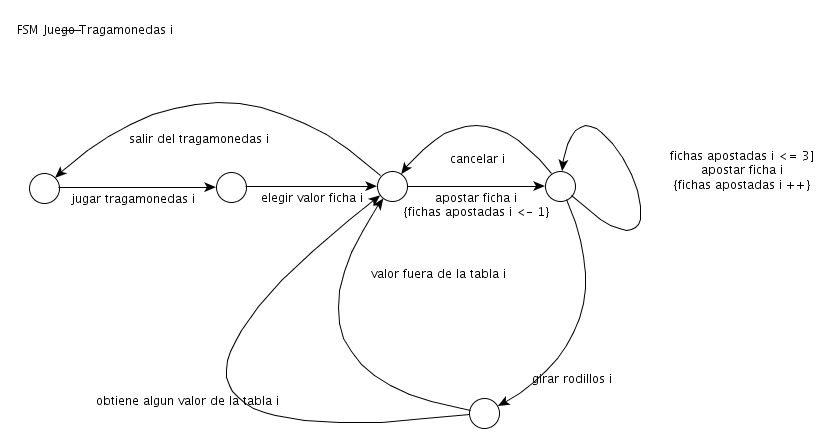 FSM Juego Tragamonedas i
salir del tragamonedas i
cancelar i
fichas apostadas i <= 3]
apostar ficha i
{fichas apostadas i ++}
jugar tragamonedas i
elegir valor ficha i
apostar ficha i
{fichas apostadas i <- 1}
valor fuera de la tabla i
girar rodillos i
obtiene algun valor de la tabla i